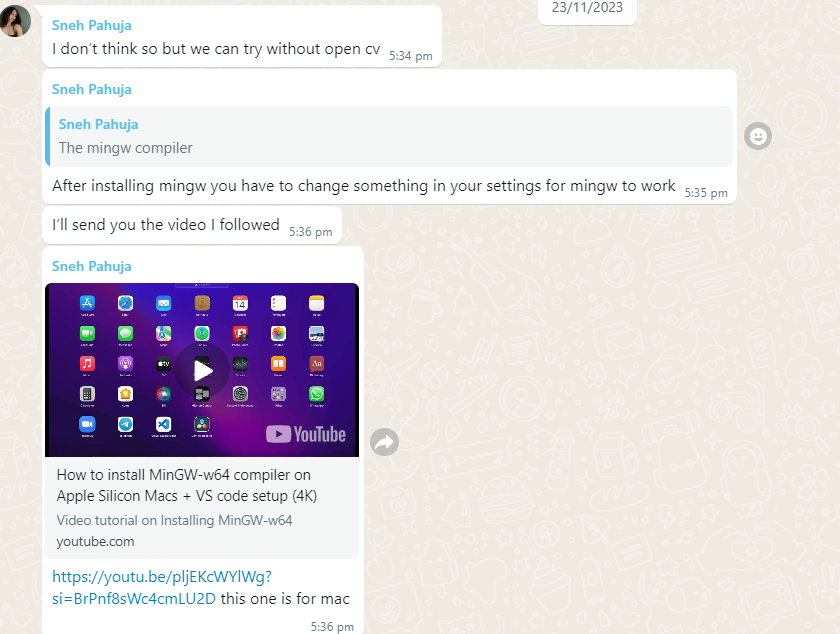 23/11/2023
Sneh Pahuja
I don't think so but we can try without open cv 5:34 pm
Sneh Pahuja
Sneh Pahuja
The mingw compiler
After installing mingw you have to change something in your settings for mingw to work 5:35 pm
I'll send you the video I followed 5:36 pm
Sneh Pahuja
14
Aa
tv
YouTube
How to install MinGW-w64 compiler on
Apple Silicon Macs + VS code setup (4K)
Video tutorial on Installing MinGW-w64
youtube.com
https://youtu.be/pljEKcWYlWg?
si=BrPnf8sWc4cmLU2D this one is for mac
5:36 pm